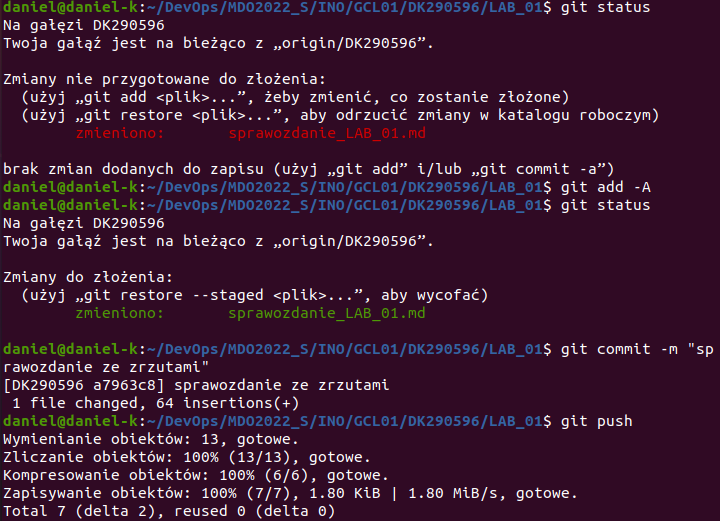 daniel@daniel-k:~/DevOps/MDO2022_S/INO/GCL01/DK290596/LAB_01$ git status
Na gałęzi DK290596
Twoja gałąź jest na bieżąco z „origin/DK290596”.
Zmiany nie przygotowane do złożenia:
  (użyj „git add <plik>...”, żeby zmienić, co zostanie złożone)
  (użyj „git restore <plik>...”, aby odrzucić zmiany w katalogu roboczym)
        zmieniono:       sprawozdanie_LAB_01.md
brak zmian dodanych do zapisu (użyj „git add” i/lub „git commit -a”)
daniel@daniel-k:~/DevOps/MDO2022_S/INO/GCL01/DK290596/LAB_01$ git add -A
daniel@daniel-k:~/DevOps/MDO2022_S/INO/GCL01/DK290596/LAB_01$ git status
Na gałęzi DK290596
Twoja gałąź jest na bieżąco z „origin/DK290596”.
Zmiany do złożenia:
  (użyj „git restore --staged <plik>...”, aby wycofać)
        zmieniono:       sprawozdanie_LAB_01.md
daniel@daniel-k:~/DevOps/MDO2022_S/INO/GCL01/DK290596/LAB_01$ git commit -m "sp
rawozdanie ze zrzutami"
[DK290596 a7963c8] sprawozdanie ze zrzutami
 1 file changed, 64 insertions(+)
daniel@daniel-k:~/DevOps/MDO2022_S/INO/GCL01/DK290596/LAB_01$ git push
Wymienianie obiektów: 13, gotowe.
Zliczanie obiektów: 100% (13/13), gotowe.
Kompresowanie obiektów: 100% (6/6), gotowe.
Zapisywanie obiektów: 100% (7/7), 1.80 KiB | 1.80 MiB/s, gotowe.
Total 7 (delta 2), reused 0 (delta 0)